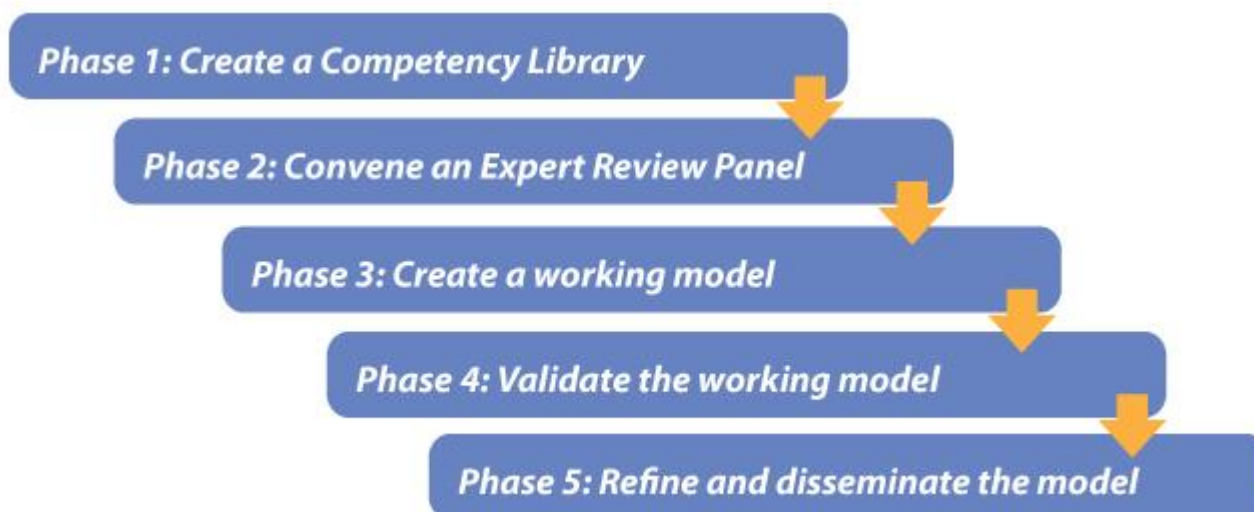 Phase 1: Create a Competency Library
Phase 2: Convene an Expert Review Panel
Phase 3: Create a working model
Phase 4: Validate the working model
Phase 5: Refine and disseminate the model